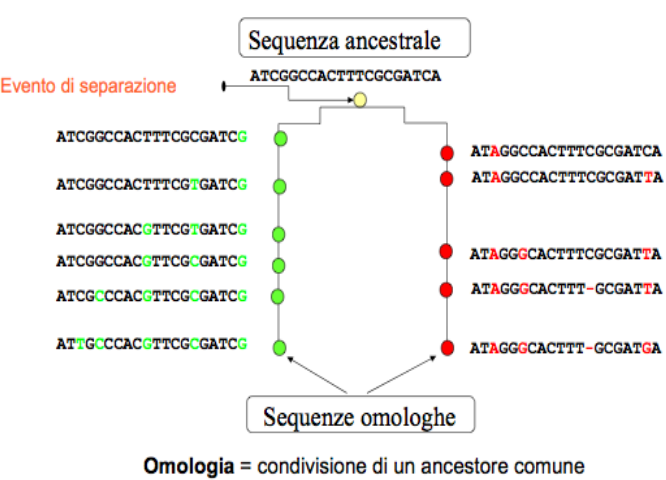 Sequenza ancestrale
Evento di separazione
ATCGGCCACTTTCGCGATCA
ATCGGCCACTTTCGCGATCG
ATCGGCCACTTTCGTGATCG
ATCGGCCACGTTCGTGATCG
ATCGGCCACGTTCGCGATCG
ATCGCCCACGTTCGCGATCG
ATTGCCCACGTTCGCGATCG
ATAGGCCACTTTCGCGATCA
ATAGGCCACTTTCGCGATTA
ATAGGGCACTTTCGCGATTA
ATAGGGCACTTT-GCGATTA
ATAGGGCACTTT-GCGATGA
Sequenze omologhe
Omologia = condivisione di un ancestore comune